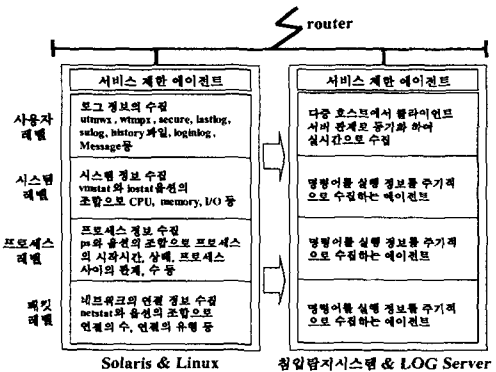 router
서비스 제한 에이전트
서비스 제한 에이전트
사용자
레벨
로그 정보의 수집
utmwx, wtmpx, secure, lastlog,
sulog, history 파일, loginlog,
Message등
다중 호스트에서 클라이언트
서버 관계로 동기화 하여
실시간으로 수집
시스템
레벨
시스템 정보 수집
vmstat 와 iostat옵션의
조합으로 CPU, memory, I/O 등
명령어를 실행 정보를 주기적
으로 수집하는 에이전트
프로세스
레벨
프로세스 정보 수집
ps와 옵션의 조합으로 프로세스
의 시작시간, 상태, 프로세스
사이의 관계, 수 등
명령어를 실행 정보를 주기적
으로 수집하는 에이전트
패킷
레벨
네트워크의 연결 정보 수집
netstat와 옵션의 조합으로
연결의 수, 연결의 유형 등
명령어를 실행 정보를 주기적
으로 수집하는 에이전트
Solaris & Linux
침입탐지시스템 & LOG Server